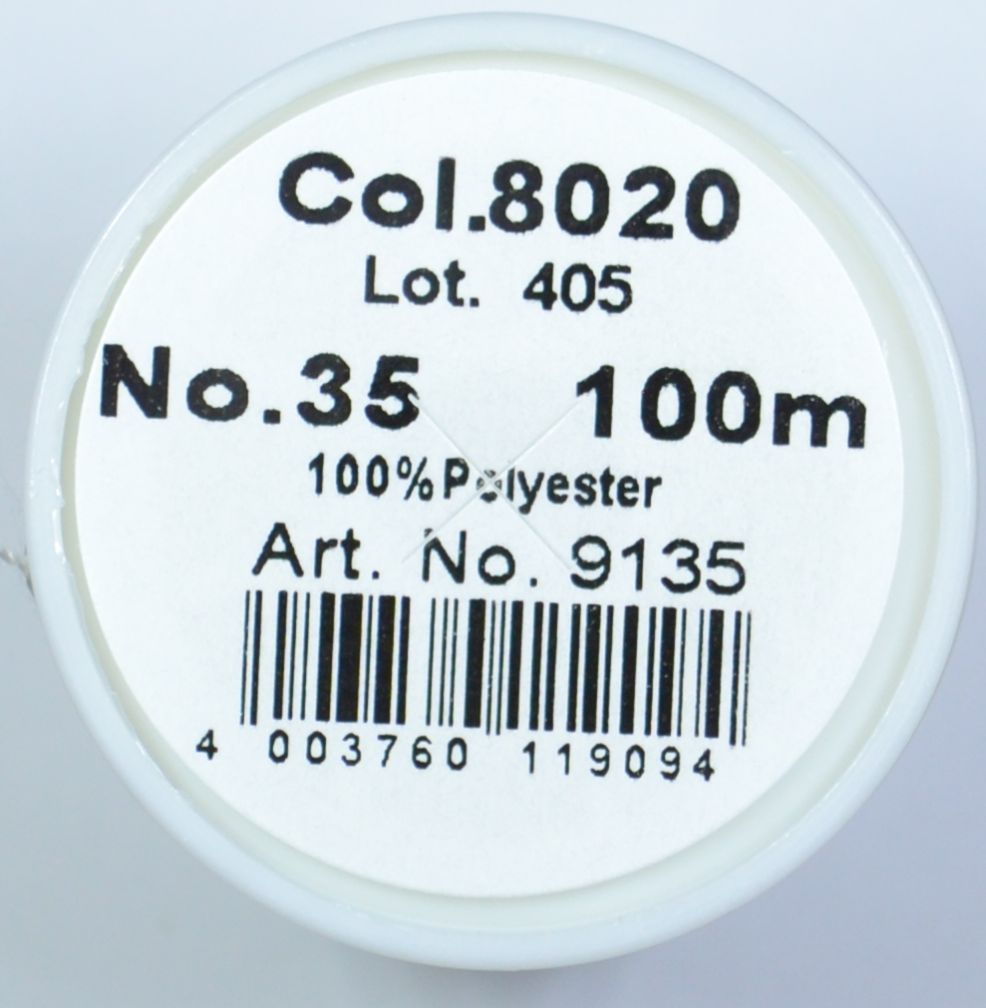 Col.8020
Lot. 405
No.35 100m
100%Polyester
Art. No. 9135
4 003760 119094